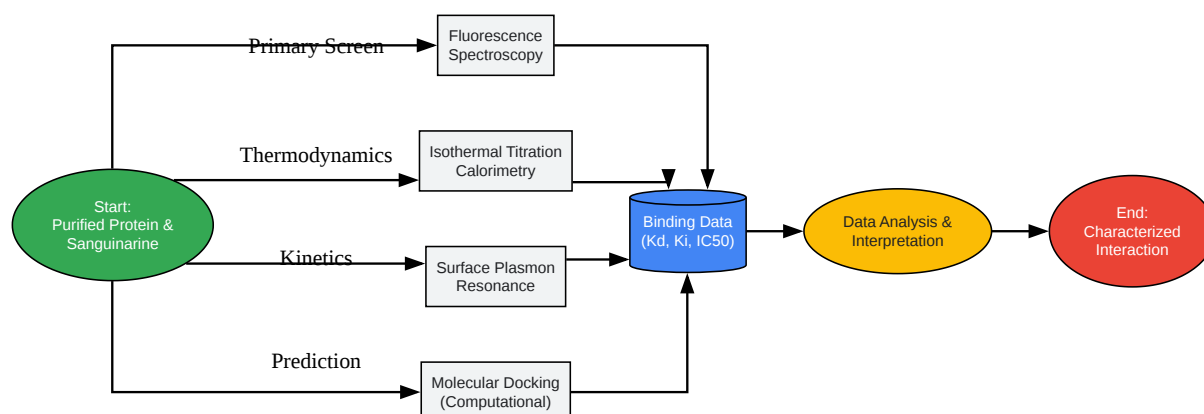 Primary Screen
Fluorescence
Spectroscopy
Thermodynamics
Isothermal Titration
Calorimetry
Start:
Purified Protein &
Sanguinarine
Binding Data
(Kd, Ki, IC50)
Data Analysis &
Interpretation
End:
Characterized
Interaction
Kinetics
Surface Plasmon
Resonance
Prediction
Molecular Docking
(Computational)